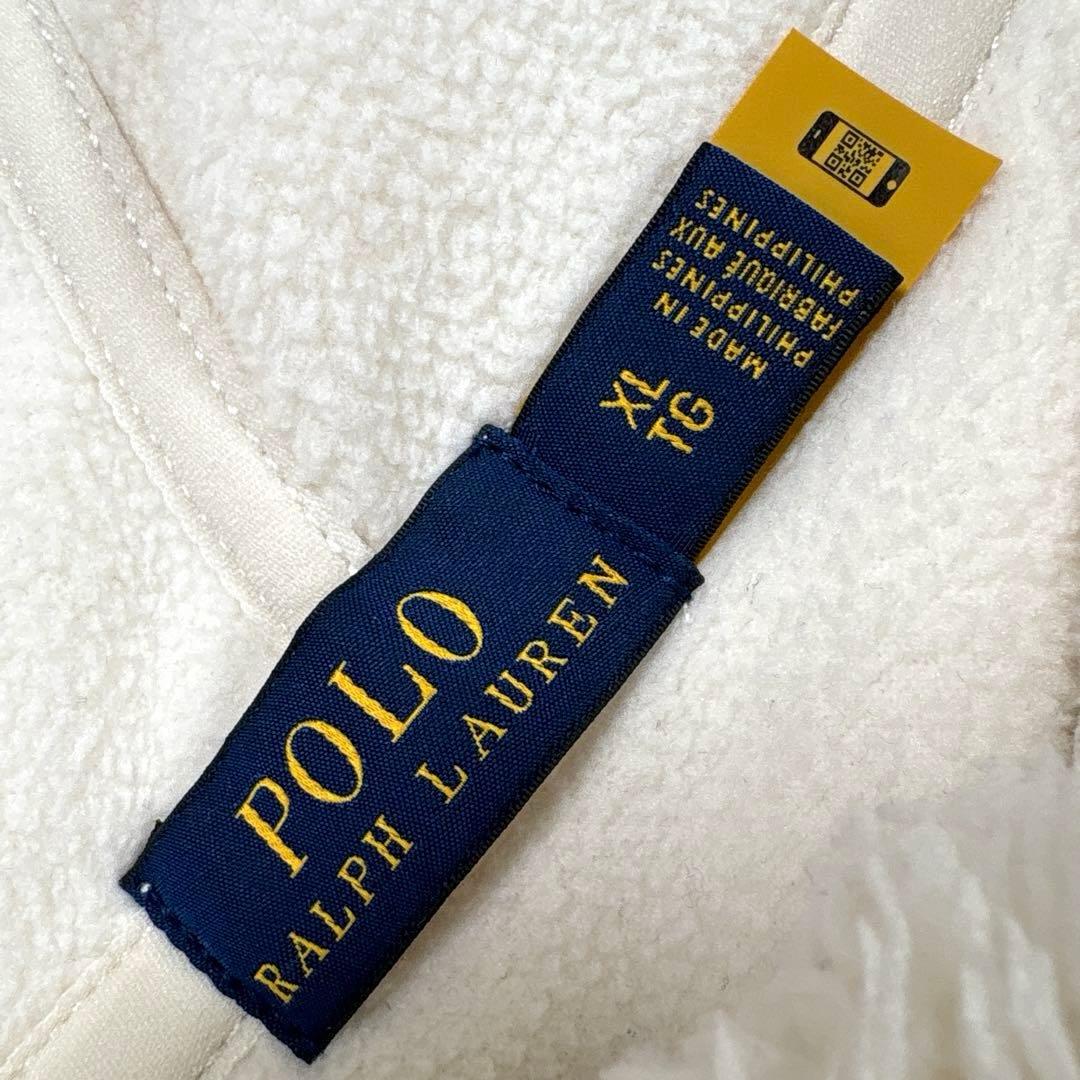 POLO
RALPH LAUREN
XL
TG
MADE IN
PHILIPPINES
FABRIQUÉ AUX
PHILIPPINES